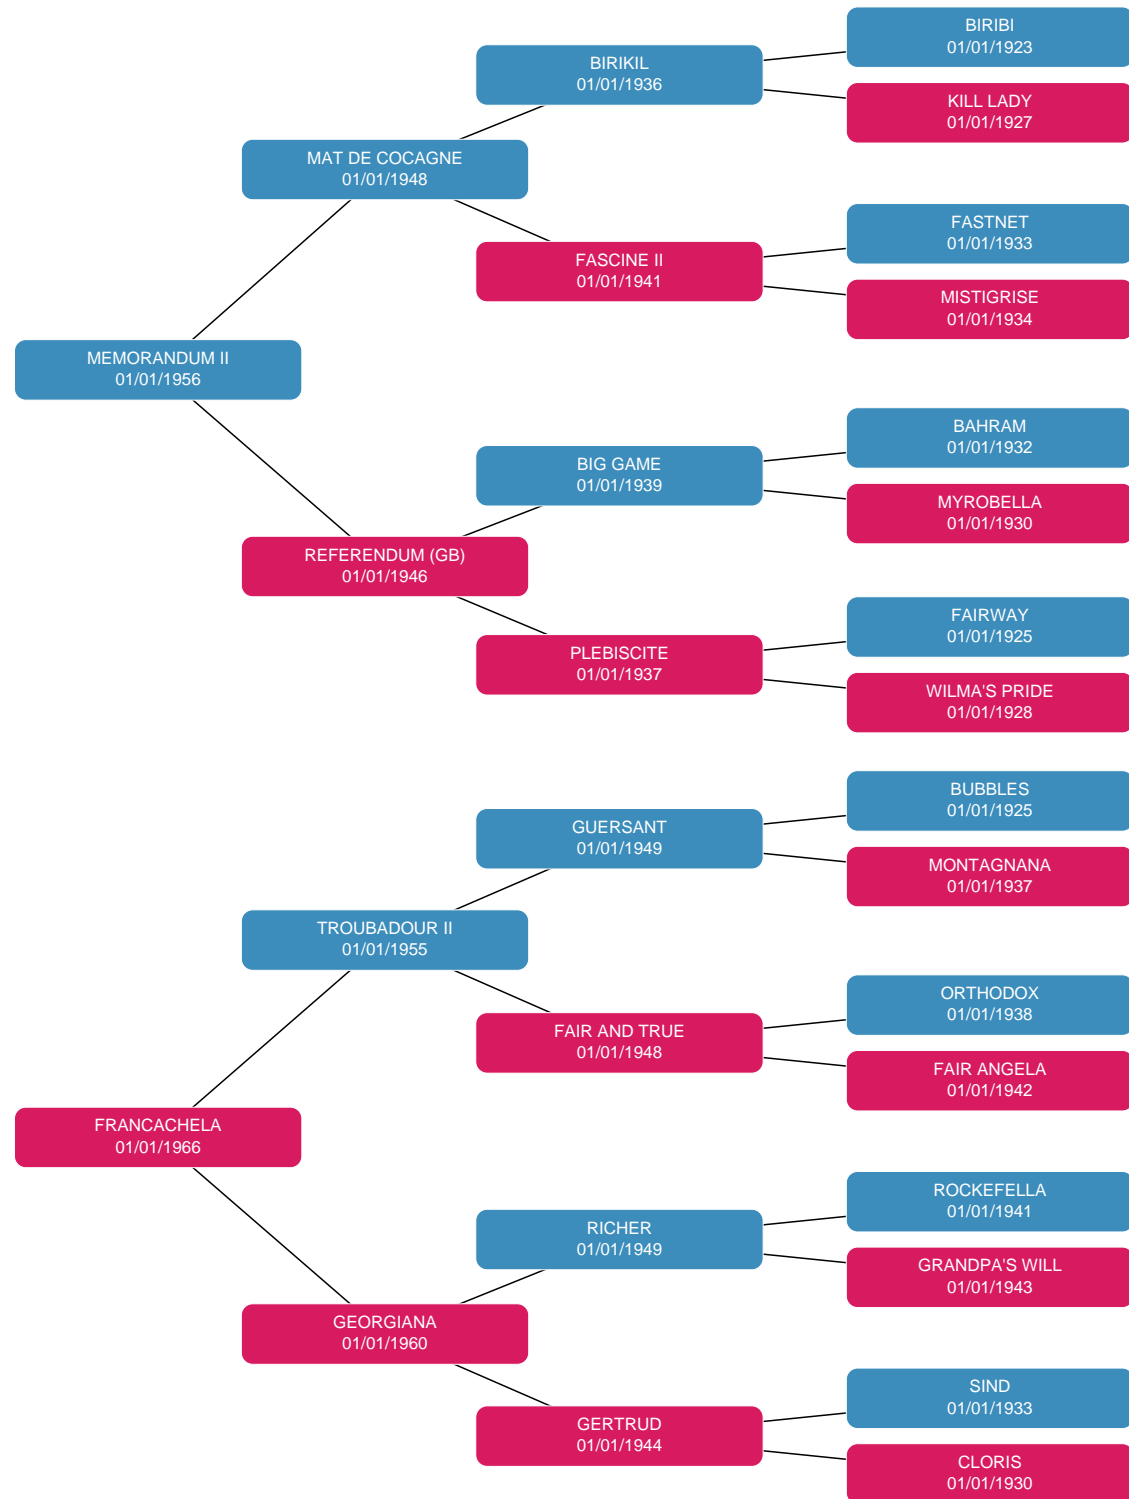 BIRIBI
01/01/1923
BIRIKIL
01/01/1936
KILL LADY
01/01/1927
MAT DE COCAGNE
01/01/1948
FASTNET
01/01/1933
FASCINE II
01/01/1941
MISTIGRISE
01/01/1934
MEMORANDUM II
01/01/1956
BAHRAM
01/01/1932
BIG GAME
01/01/1939
MYROBELLA
01/01/1930
REFERENDUM (GB)
01/01/1946
FAIRWAY
01/01/1925
PLEBISCITE
01/01/1937
WILMA'S PRIDE
01/01/1928
BUBBLES
01/01/1925
GUERSANT
01/01/1949
MONTAGNANA
01/01/1937
TROUBADOUR II
01/01/1955
ORTHODOX
01/01/1938
FAIR AND TRUE
01/01/1948
FAIR ANGELA
01/01/1942
FRANCACHELA
01/01/1966
ROCKEFELLA
01/01/1941
RICHER
01/01/1949
GRANDPA'S WILL
01/01/1943
GEORGIANA
01/01/1960
SIND
01/01/1933
GERTRUD
01/01/1944
CLORIS
01/01/1930